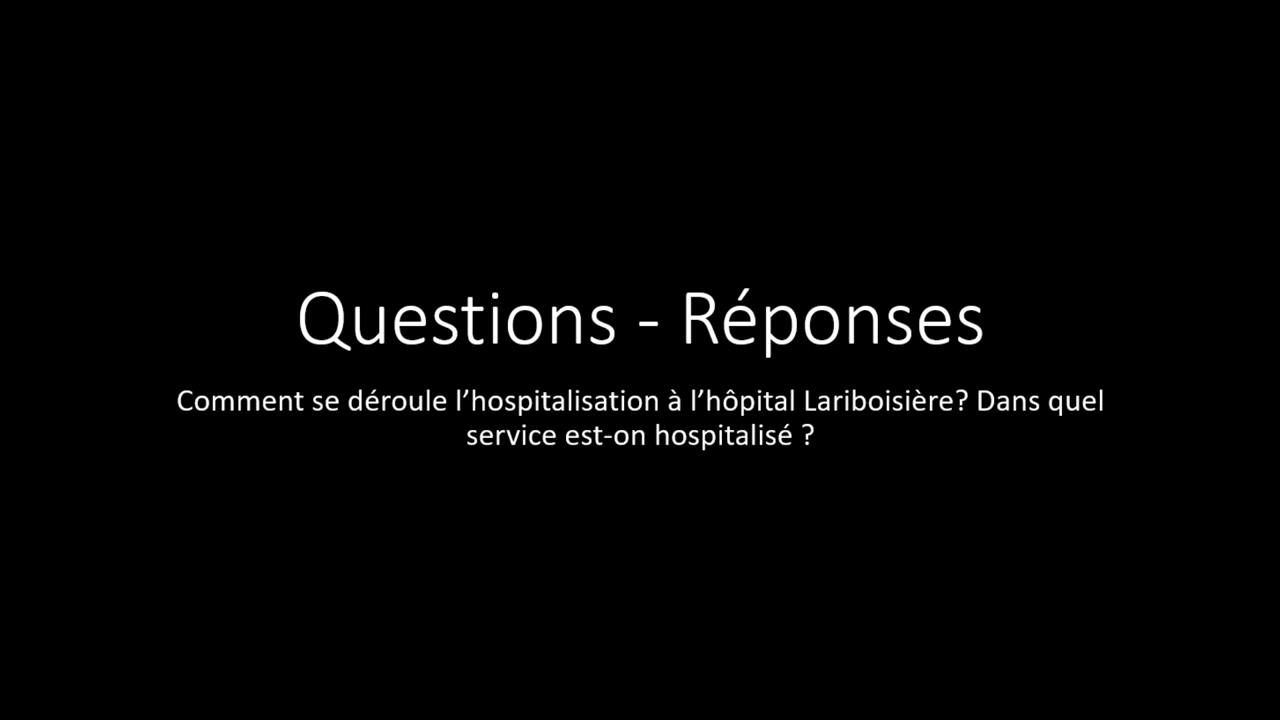 Questions - Réponses
Comment se déroule l’hospitalisation à l’hôpital Lariboisière? Dans quel
service est-on hospitalisé ?